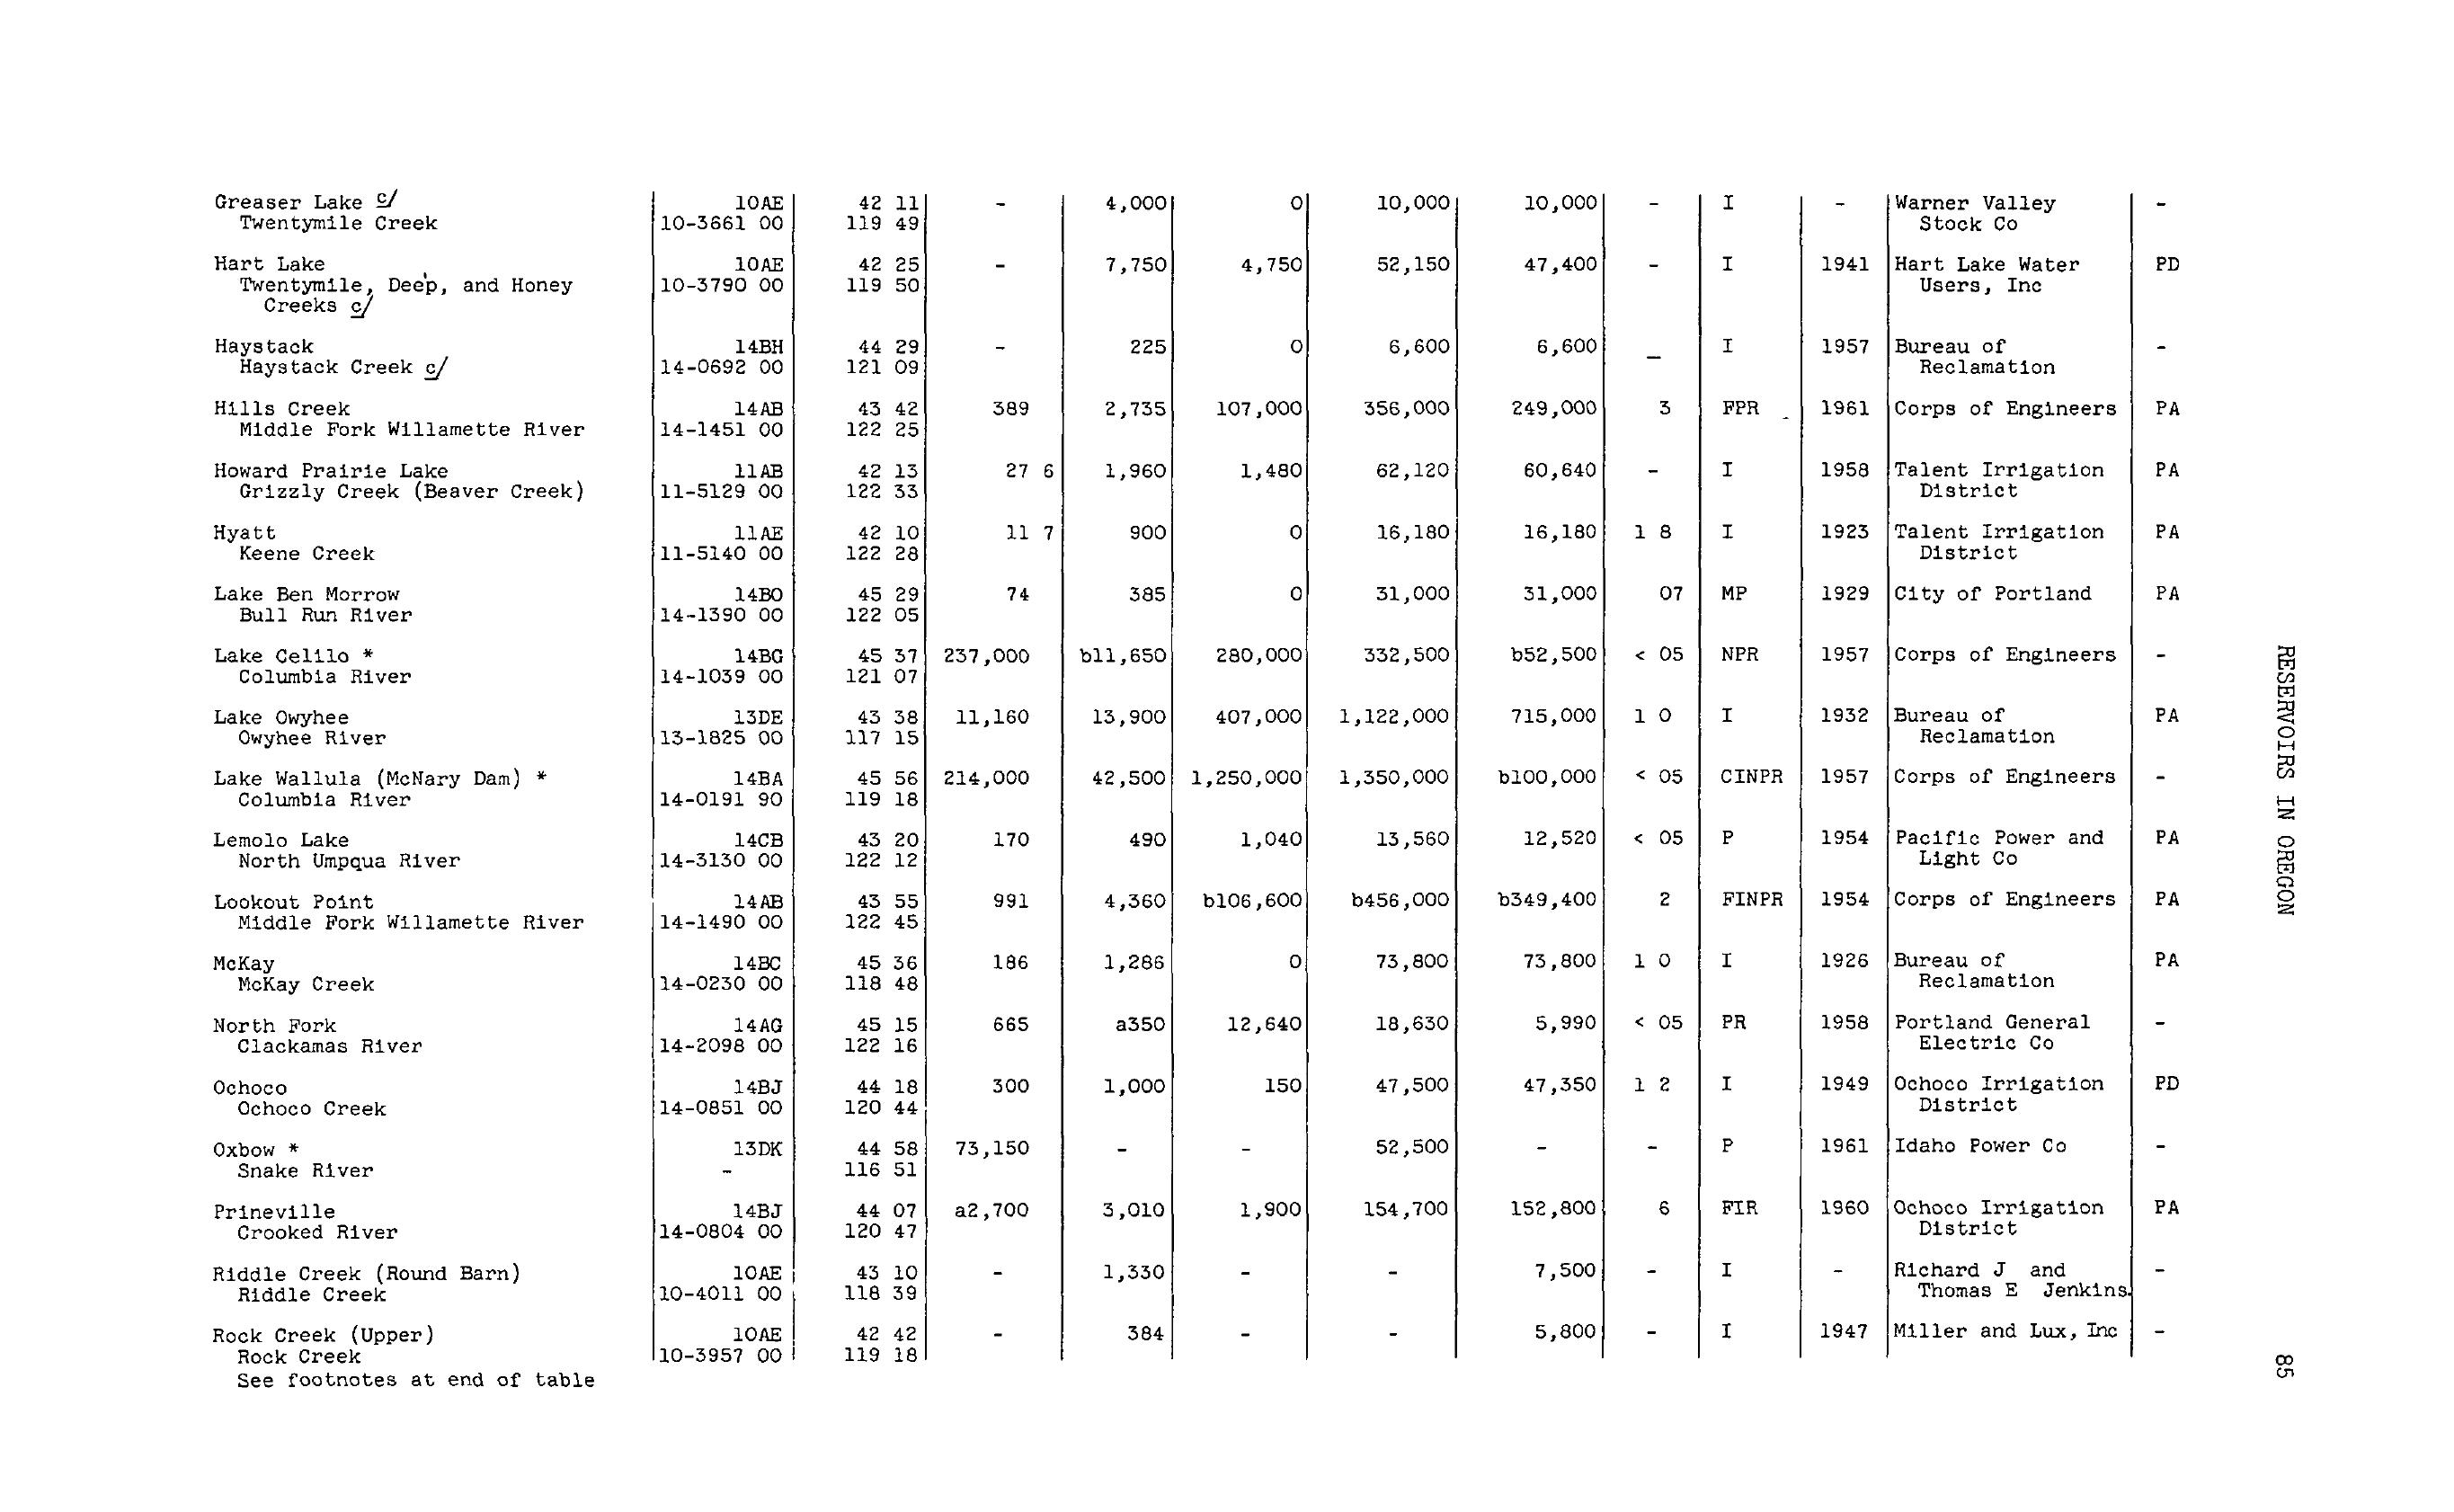 Greaser Lake c/ 10AE 42 11 - 4,000 0 10,000 10,000 - I - Warner Valley -
Twentymile Creek 10-3661 00 119 49 Stock Co
Hart Lake 10AE 42 25 - 7,750 4,750 52,150 47,400 - I 1941 Hart Lake Water PD
Twentymile, Deep, and Honey 10-3790 00 119 50 Users, Inc
Creeks c/
Haystack 14BH 44 29 - 225 0 6,600 6,600 - I 1957 Bureau of -
Haystack Creek c/ 14-0692 00 121 09 Reclamation
Hills Creek 14AB 43 42 389 2,735 107,000 356,000 249,000 3 FPR 1961 Corps of Engineers PA
Middle Fork Willamette River 14-1451 00 122 25
Howard Prairie Lake 11AB 42 13 27 6 1,960 1,480 62,120 60,640 - I 1958 Talent Irrigation PA
Grizzly Creek (Beaver Creek) 11-5129 00 122 33 District
Hyatt 11AE 42 10 11 7 900 0 16,180 16,180 1 8 I 1923 Talent Irrigation PA
Keene Creek 11-5140 00 122 28 District
Lake Ben Morrow 14BO 45 29 74 385 0 31,000 31,000 07 MP 1929 City of Portland PA
Bull Run River 14-1390 00 122 05
Lake Celilo * 14BG 45 37 237,000 b11,650 280,000 332,500 b52,500 < 05 NPR 1957 Corps of Engineers -
Columbia River 14-1039 00 121 07
Lake Owyhee 13DE 43 38 11,160 13,900 407,000 1,122,000 715,000 1 0 I 1932 Bureau of PA
Owyhee River 13-1825 00 117 15 Reclamation
Lake Wallula (McNary Dam) * 14BA 45 56 214,000 42,500 1,250,000 1,350,000 b100,000 < 05 CINPR 1957 Corps of Engineers -
Columbia River 14-0191 90 119 18
Lemolo Lake 14CB 43 20 170 490 1,040 13,560 12,520 < 05 P 1954 Pacific Power and PA
North Umpqua River 14-3130 00 122 12 Light Co
Lookout Point 14AB 43 55 991 4,360 b106,600 b456,000 b349,400 2 FINPR 1954 Corps of Engineers PA
Middle Fork Willamette River 14-1490 00 122 45
McKay 14BC 45 36 186 1,286 0 73,800 73,800 1 0 I 1926 Bureau of PA
McKay Creek 14-0230 00 118 48 Reclamation
North Fork 14AG 45 15 665 a350 12,640 18,630 5,990 < 05 PR 1958 Portland General -
Clackamas River 14-2098 00 122 16 Electric Co
Ochoco 14BJ 44 18 300 1,000 150 47,500 47,350 1 2 I 1949 Ochoco Irrigation PD
Ochoco Creek 14-0851 00 120 44 District
Oxbow * 13DK 44 58 73,150 - - 52,500 - - P 1961 Idaho Power Co -
Snake River - 116 51
Prineville 14BJ 44 07 a2,700 3,010 1,900 154,700 152,800 6 FIR 1960 Ochoco Irrigation PA
Crooked River 14-0804 00 120 47 District
Riddle Creek (Round Barn) 10AE 43 10 - 1,330 - - 7,500 - I - Richard J and -
Riddle Creek 10-4011 00 118 39 Thomas E Jenkins.
Rock Creek (Upper) 10AE 42 42 - 384 - - 5,800 - I 1947 Miller and Lux, Inc -
Rock Creek 10-3957 00 119 18
See footnotes at end of table
RESERVOIRS IN OREGON
85